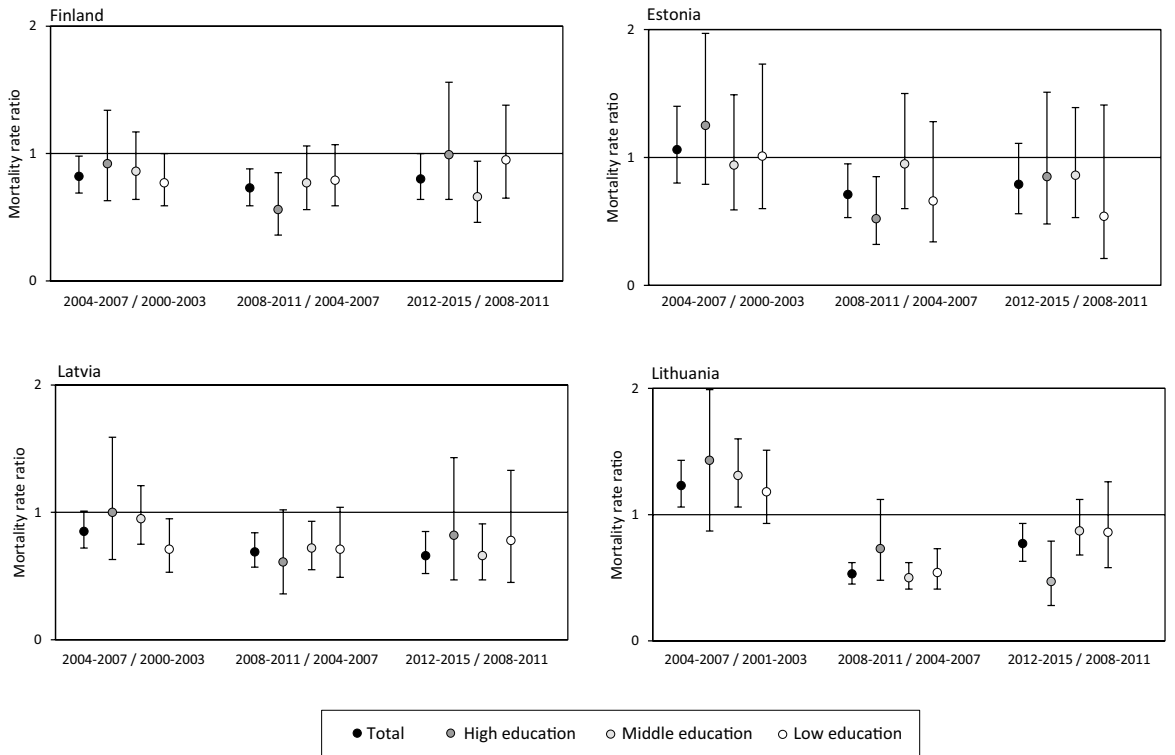 Finland
2
1
0
Mortality rate ratio
2004-2007 / 2000-2003 2008-2011 / 2004-2007 2012-2015 / 2008-2011
Estonia
2
1
0
Mortality rate ratio
2004-2007 / 2000-2003 2008-2011 / 2004-2007 2012-2015 / 2008-2011
Latvia
2
1
0
Mortality rate ratio
2004-2007 / 2000-2003 2008-2011 / 2004-2007 2012-2015 / 2008-2011
Lithuania
2
1
0
Mortality rate ratio
2004-2007 / 2001-2003 2008-2011 / 2004-2007 2012-2015 / 2008-2011
Total High education Middle education Low education